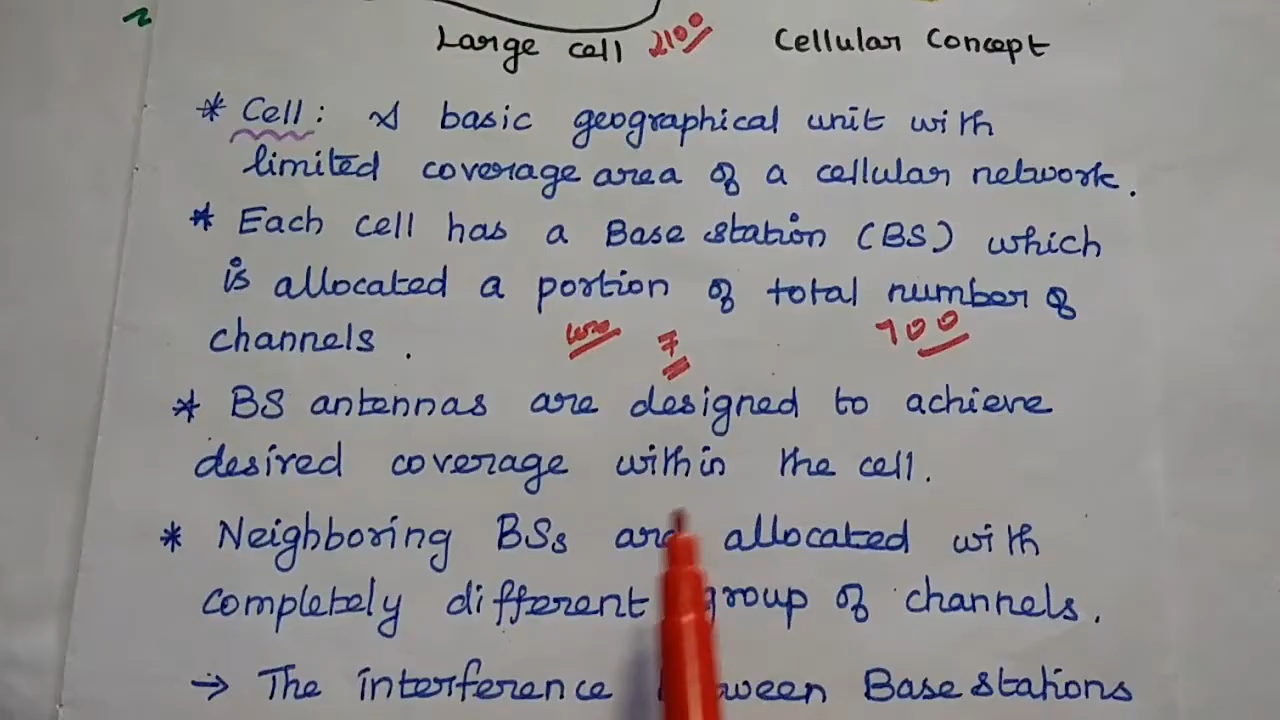 Large cell 210% Cellular Concept
* Cell: A basic geographical unit with
limited coverage area of a cellular network.
* Each cell has a Base station (BS) which
is allocated a portion of total number of
channels. 7 700
* BS antennas are designed to achieve
desired coverage within the cell.
* Neighboring BSs are allocated with
completely different group of channels.
→ The interference between Base stations